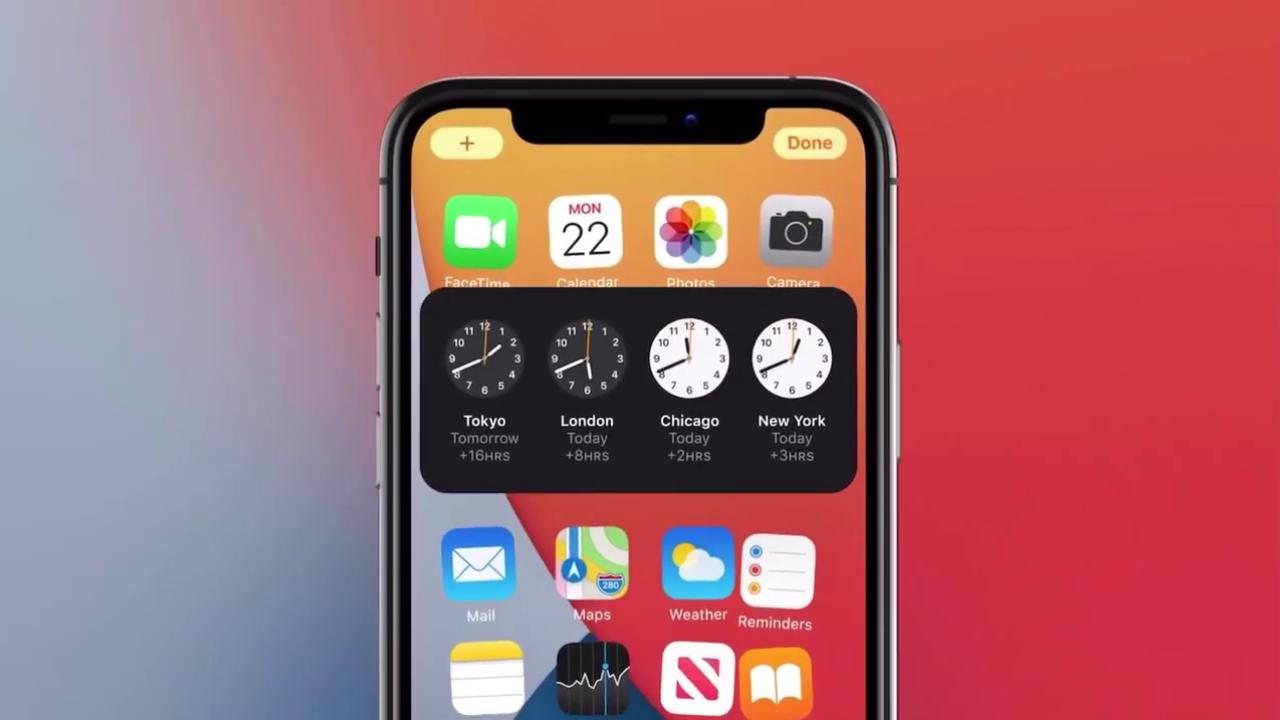 +
Done
MON
22
FaceTime
Calendar
Photos
Camera
12 1 2 3 4 5 6 7 8 9 10 11
12 1 2 3 4 5 6 7 8 9 10 11
12 1 2 3 4 5 6 7 8 9 10 11
12 1 2 3 4 5 6 7 8 9 10 11
Tokyo
Tomorrow
+16HRS
London
Today
+8HRS
Chicago
Today
+2HRS
New York
Today
+3HRS
280
Mail
Maps
Weather
Reminders